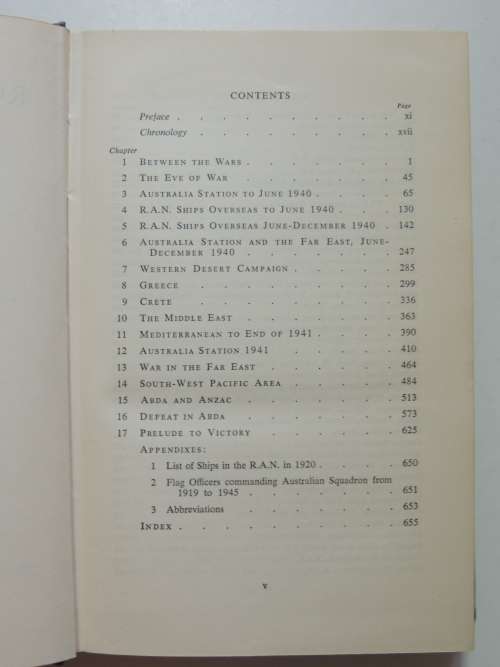 CONTENTS
Page
Preface . . . . . . . . . . xi
Chronology . . . . . . . . . xvii
Chapter
1 BETWEEN THE WARS . . . . . . . 1
2 THE EVE OF WAR . . . . . . . 45
3 AUSTRALIA STATION TO JUNE 1940 . . . . 65
4 R.A.N. SHIPS OVERSEAS TO JUNE 1940 . . . 130
5 R.A.N. SHIPS OVERSEAS JUNE-DECEMBER 1940 . 142
6 AUSTRALIA STATION AND THE FAR EAST, JUNE-
DECEMBER 1940 . . . . . . . 247
7 WESTERN DESERT CAMPAIGN . . . . . 285
8 GREECE . . . . . . . . 299
9 CRETE . . . . . . . . . 336
10 THE MIDDLE EAST . . . . . . . 363
11 MEDITERRANEAN TO END OF 1941 . . . . 390
12 AUSTRALIA STATION 1941 . . . . . 410
13 WAR IN THE FAR EAST . . . . . . 464
14 SOUTH-WEST PACIFIC AREA . . . . . 484
15 ABDA AND ANZAC . . . . . . 513
16 DEFEAT IN ABDA . . . . . . 573
17 PRELUDE TO VICTORY . . . . . . 625
APPENDIXES:
1 List of Ships in the R.A.N. in 1920 . . . . 650
2 Flag Officers commanding Australian Squadron from
1919 to 1945 . . . . . . . 651
3 Abbreviations . . . . . . . 653
INDEX . . . . . . . . . . 655
v